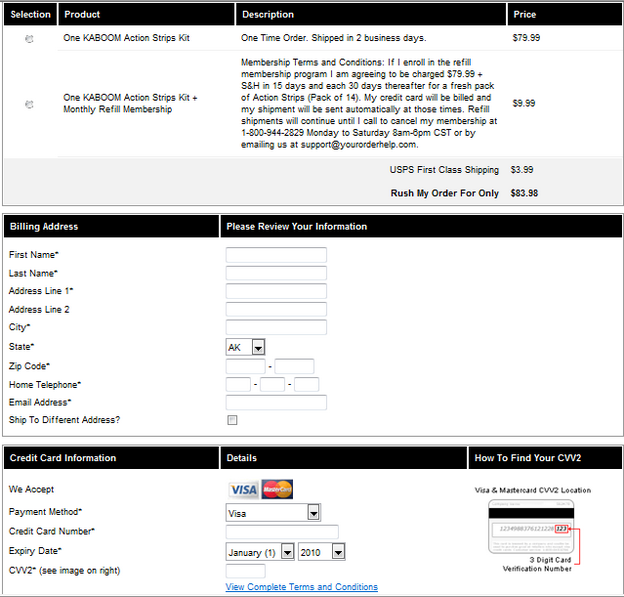 Selection Product Description Price
One KABOOM Action Strips Kit One Time Order. Shipped in 2 business days. $79.99
Membership Terms and Conditions: If I enroll in the refill
membership program I am agreeing to be charged $79.99 +
S&H in 15 days and each 30 days thereafter for a fresh pack
of Action Strips (Pack of 14). My credit card will be billed and
One KABOOM Action Strips Kit +
Monthly Refill Membership
my shipment will be sent automatically at those times. Refill
shipments will continue until I call to cancel my membership at
1-800-944-2829 Monday to Saturday 8am-6pm CST or by
emailing us at support@yourorderhelp.com.
$9.99
USPS First Class Shipping $3.99
Rush My Order For Only $83.98
Billing Address Please Review Your Information
First Name*
Last Name*
Address Line 1*
Address Line 2
City*
State* AK
Zip Code* -
Home Telephone* - -
Email Address*
Ship To Different Address?
Credit Card Information Details How To Find Your CVV2
We Accept VISA MasterCard
Visa & Mastercard CVV2 Location
Payment Method* Visa
Credit Card Number*
Expiry Date* January (1) 2010
CVV2* (see image on right)
123
3 Digit Card
Verification Number
View Complete Terms and Conditions